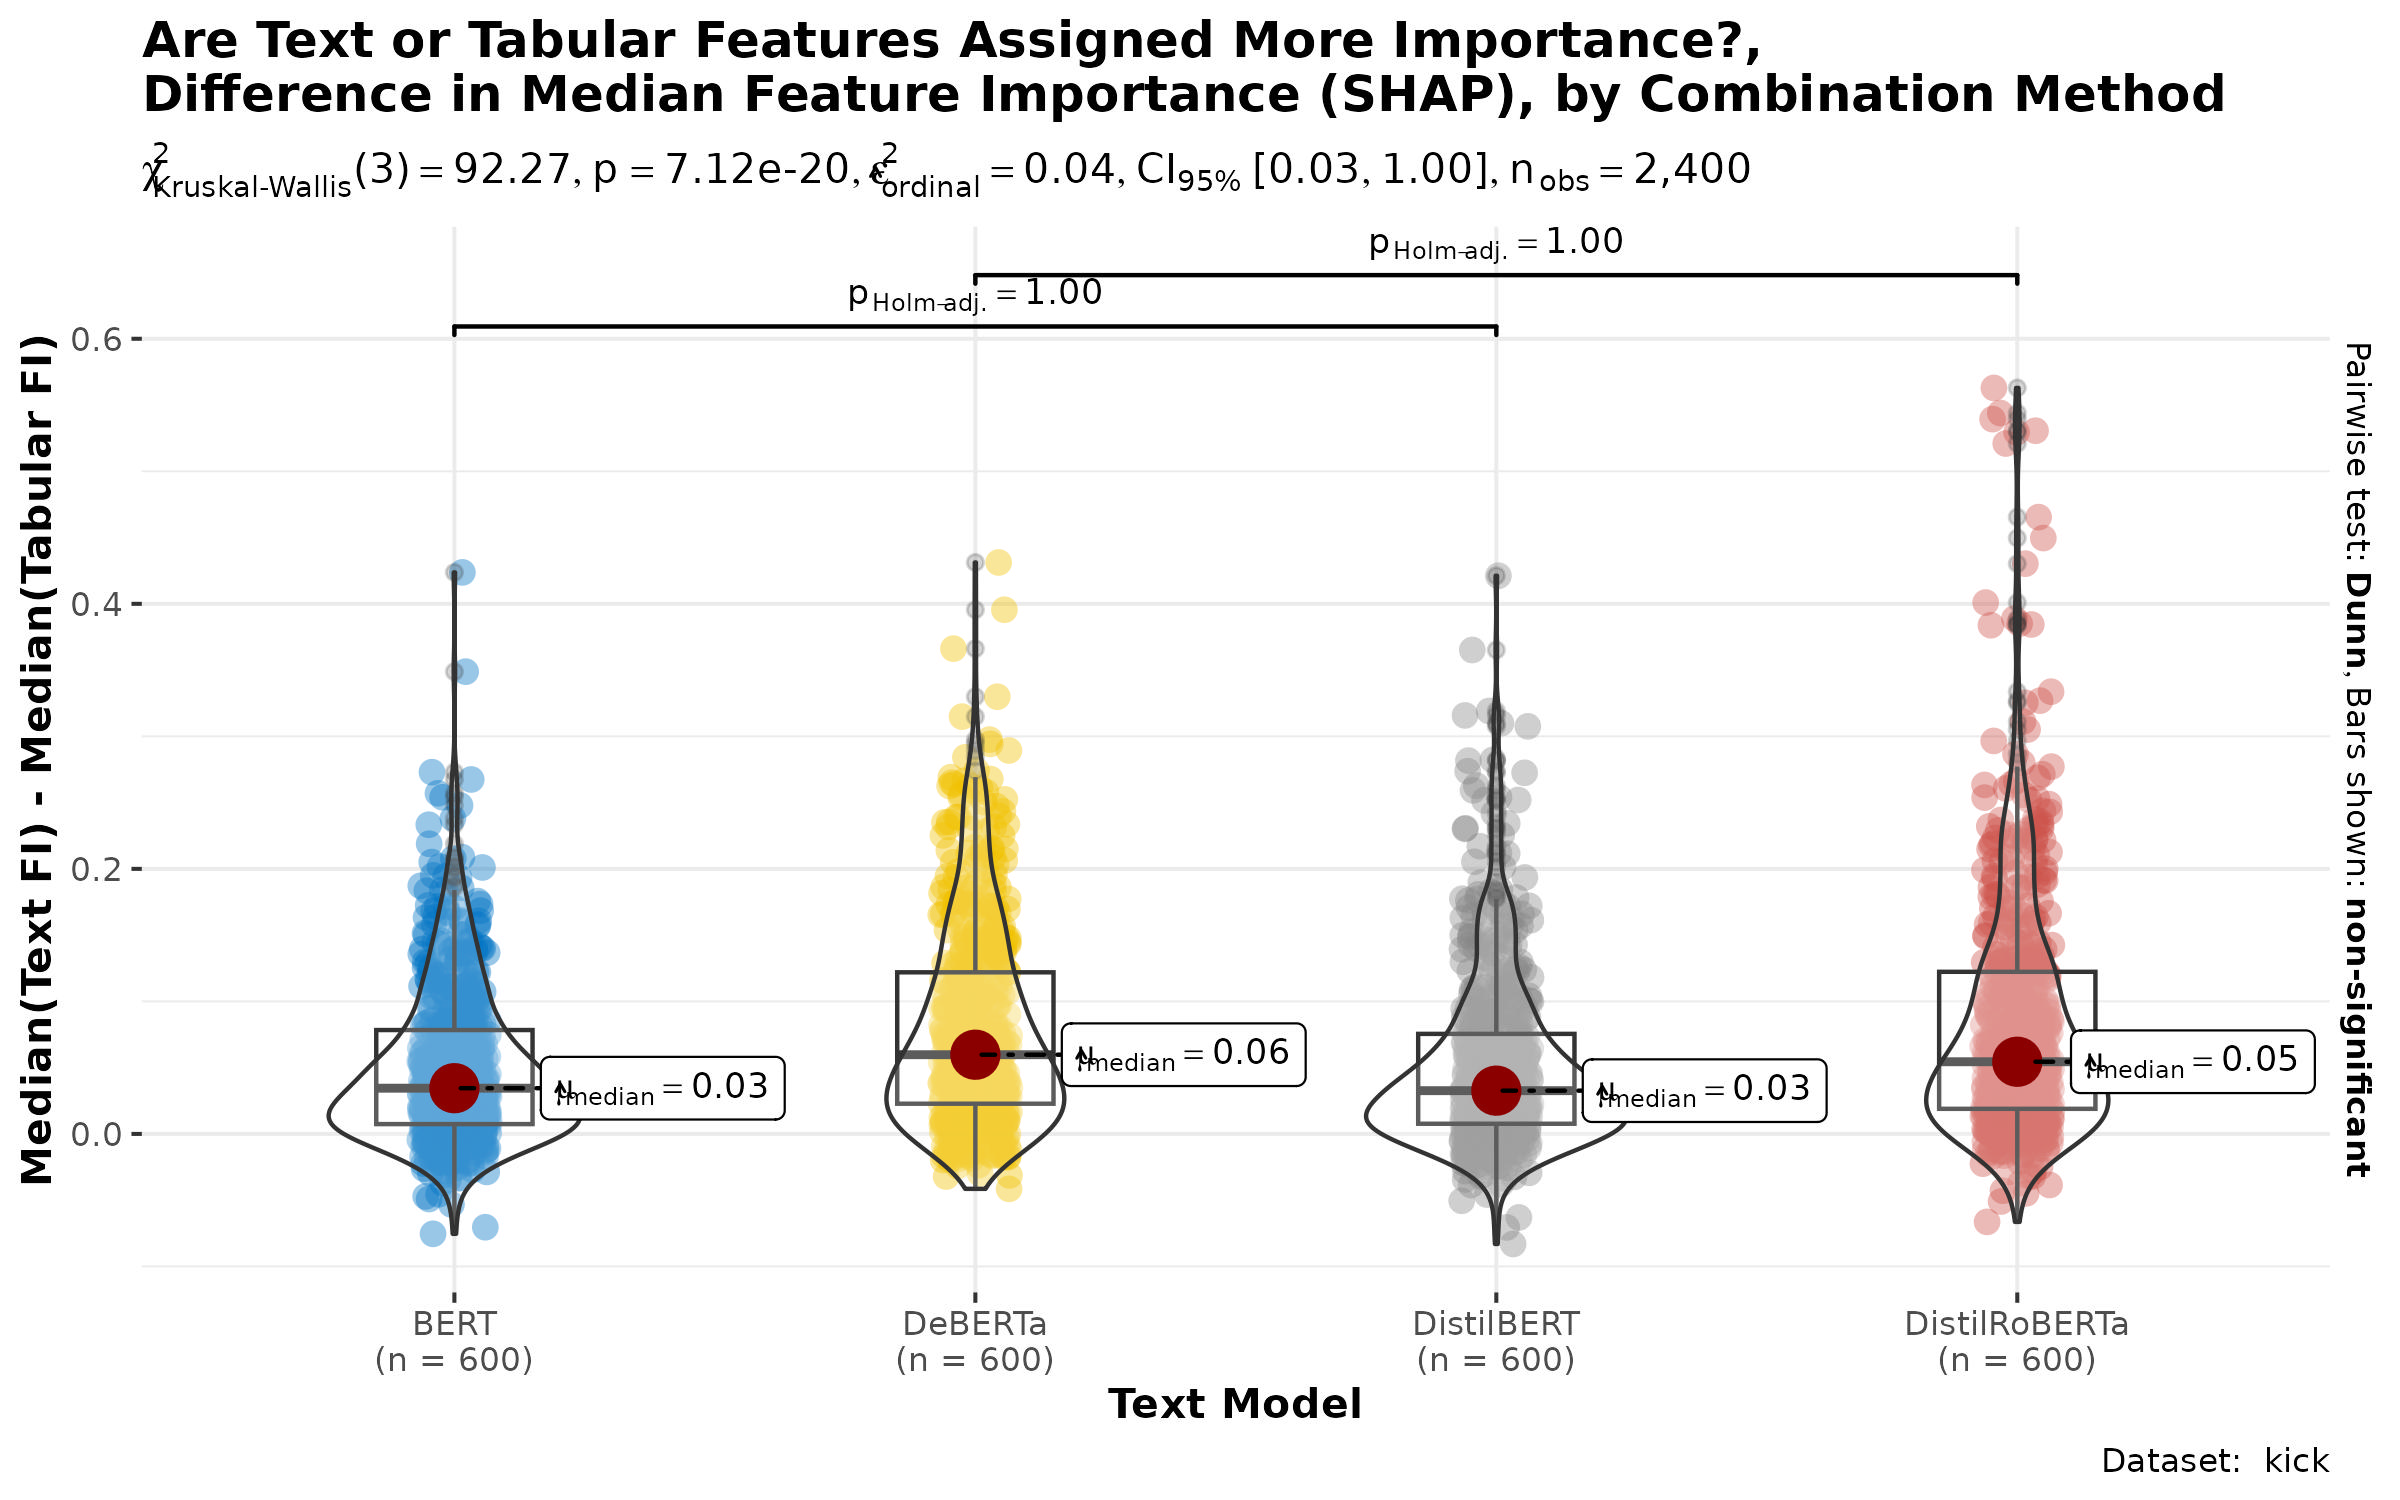 Are Text or Tabular Features Assigned More Importance?,
Difference in Median Feature Importance (SHAP), by Combination Method
χ²Kruskal-Wallis(3) = 92.27, p = 7.12e-20, ε̂²ordinal = 0.04, CI95% [0.03, 1.00], nobs = 2,400
pHolm-adj. = 1.00
pHolm-adj. = 1.00
Median(Text FI) - Median(Tabular FI)
0.6
0.4
0.2
0.0
μ̂median = 0.03
μ̂median = 0.06
μ̂median = 0.03
μ̂median = 0.05
Pairwise test: Dunn, Bars shown: non-significant
BERT
(n = 600)
DeBERTa
(n = 600)
DistilBERT
(n = 600)
DistilRoBERTa
(n = 600)
Text Model
Dataset: kick